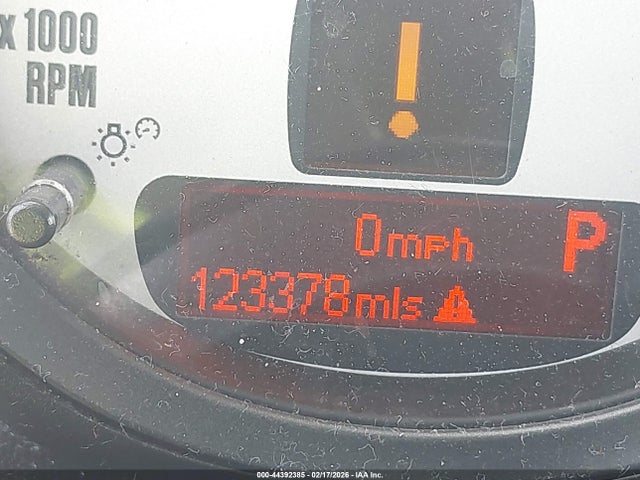 x 1000
RPM
!
0mph
P
123378mls
000-44392385 - 02/17/2026 - IAA Inc.